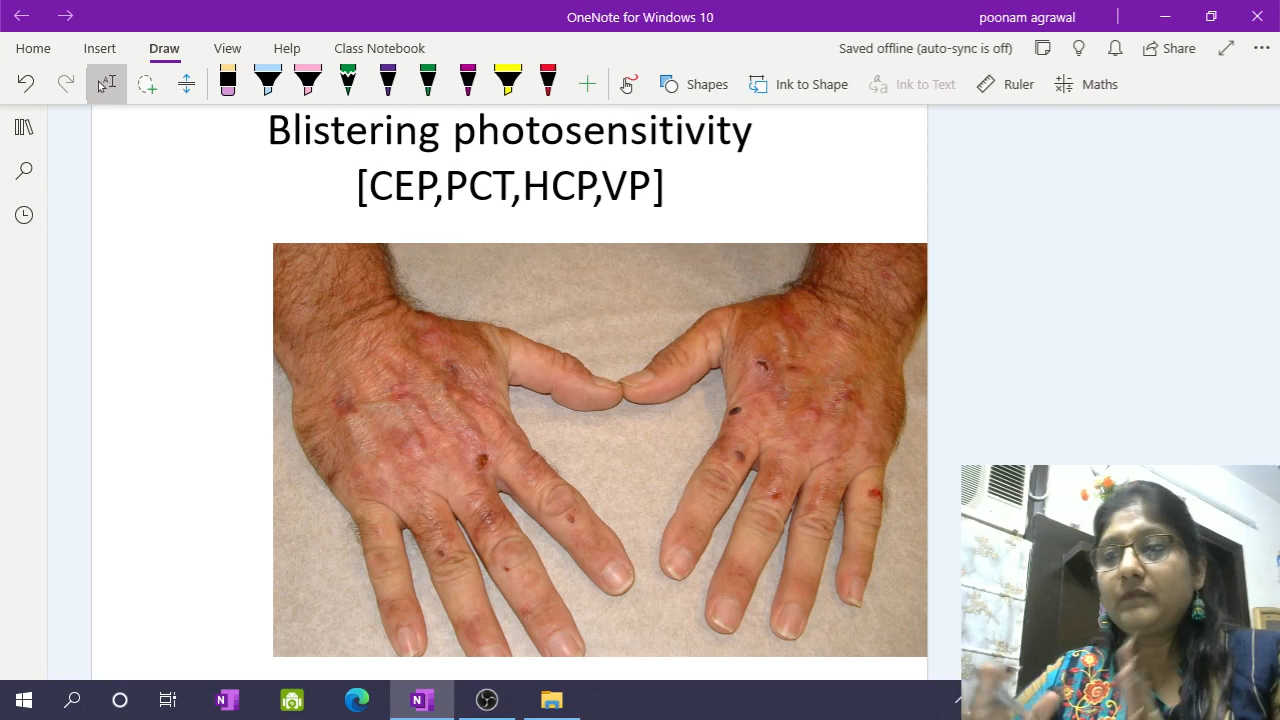 OneNote for Windows 10
poonam agrawal
Home Insert Draw View Help Class Notebook
Saved offline (auto-sync is off)
Share
Shapes
Ink to Shape
Ink to Text
Ruler
Maths
Blistering photosensitivity
[CEP,PCT,HCP,VP]